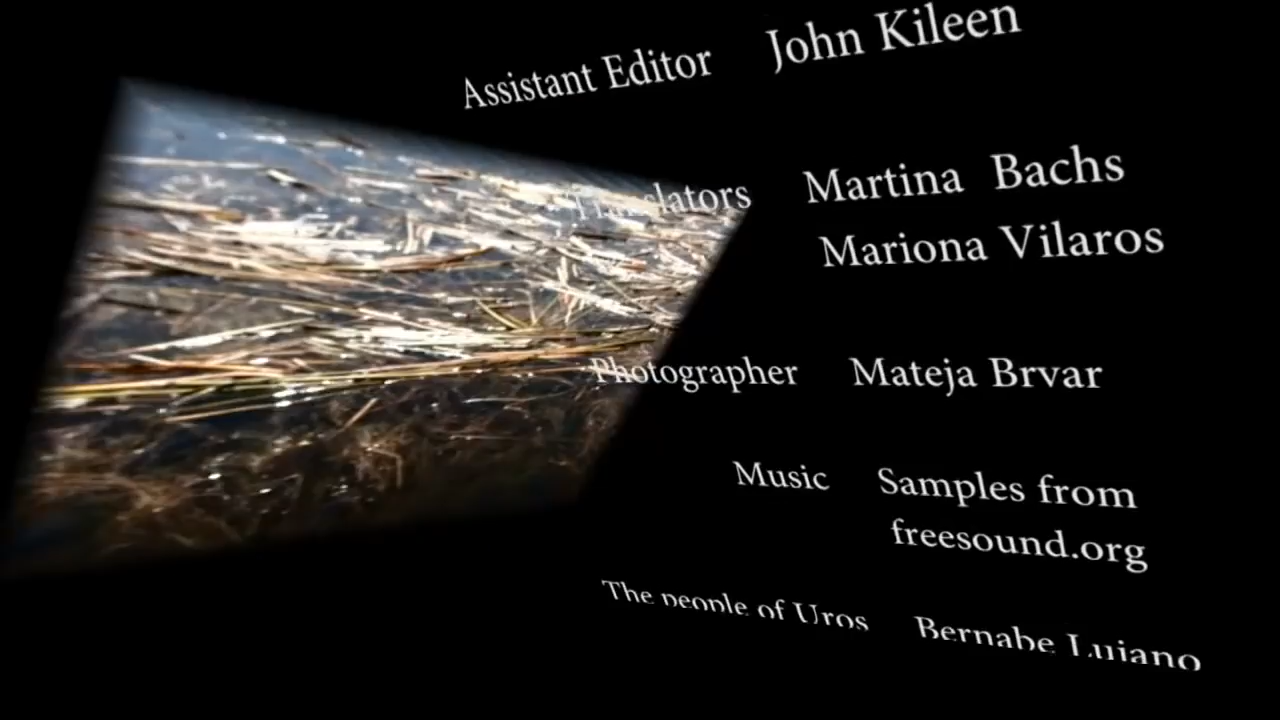 Assistant Editor John Kileen
Translators Martina Bachs
Mariona Vilaros
Photographer Mateja Brvar
Music Samples from
freesound.org
The people of Uros Bernabe Lujano